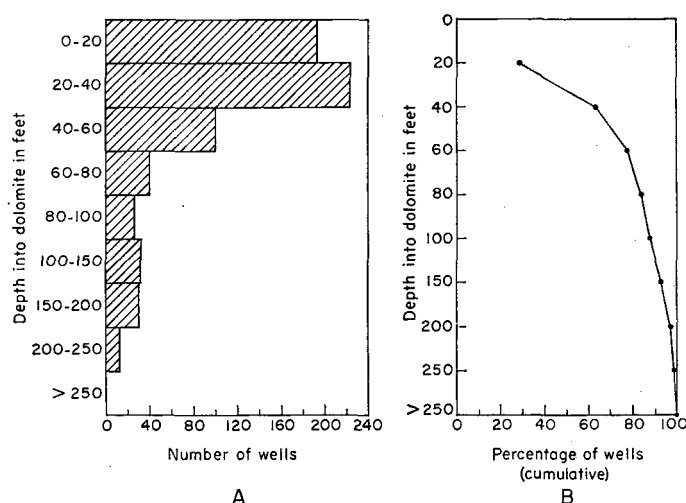 Depth into dolomite in feet
0-20
20-40
40-60
60-80
80-100
100-150
150-200
200-250
> 250
0 40 80 120 160 200 240
Number of wells
A
Depth into dolomite in feet
0
20
40
60
80
100
150
200
250
> 250
0 20 40 60 80 100
Percentage of wells
(cumulative)
B